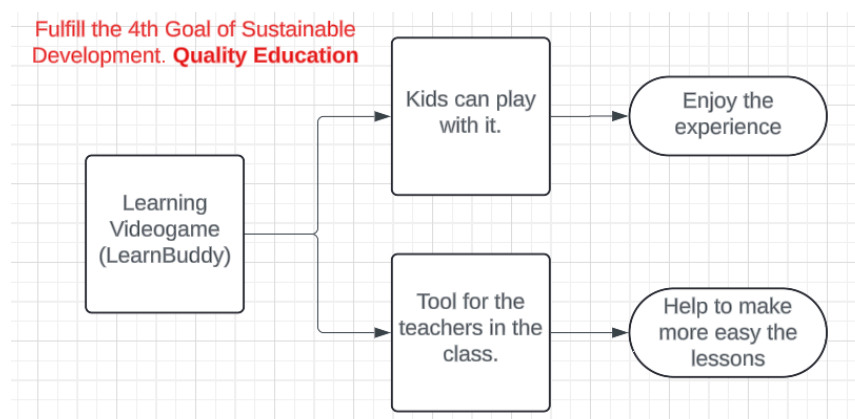 Fulfill the 4th Goal of Sustainable
Development. Quality Education
Kids can play
with it.
Enjoy the
experience
Learning
Videogame
(LearnBuddy)
Tool for the
teachers in the
class.
Help to make
more easy the
lessons